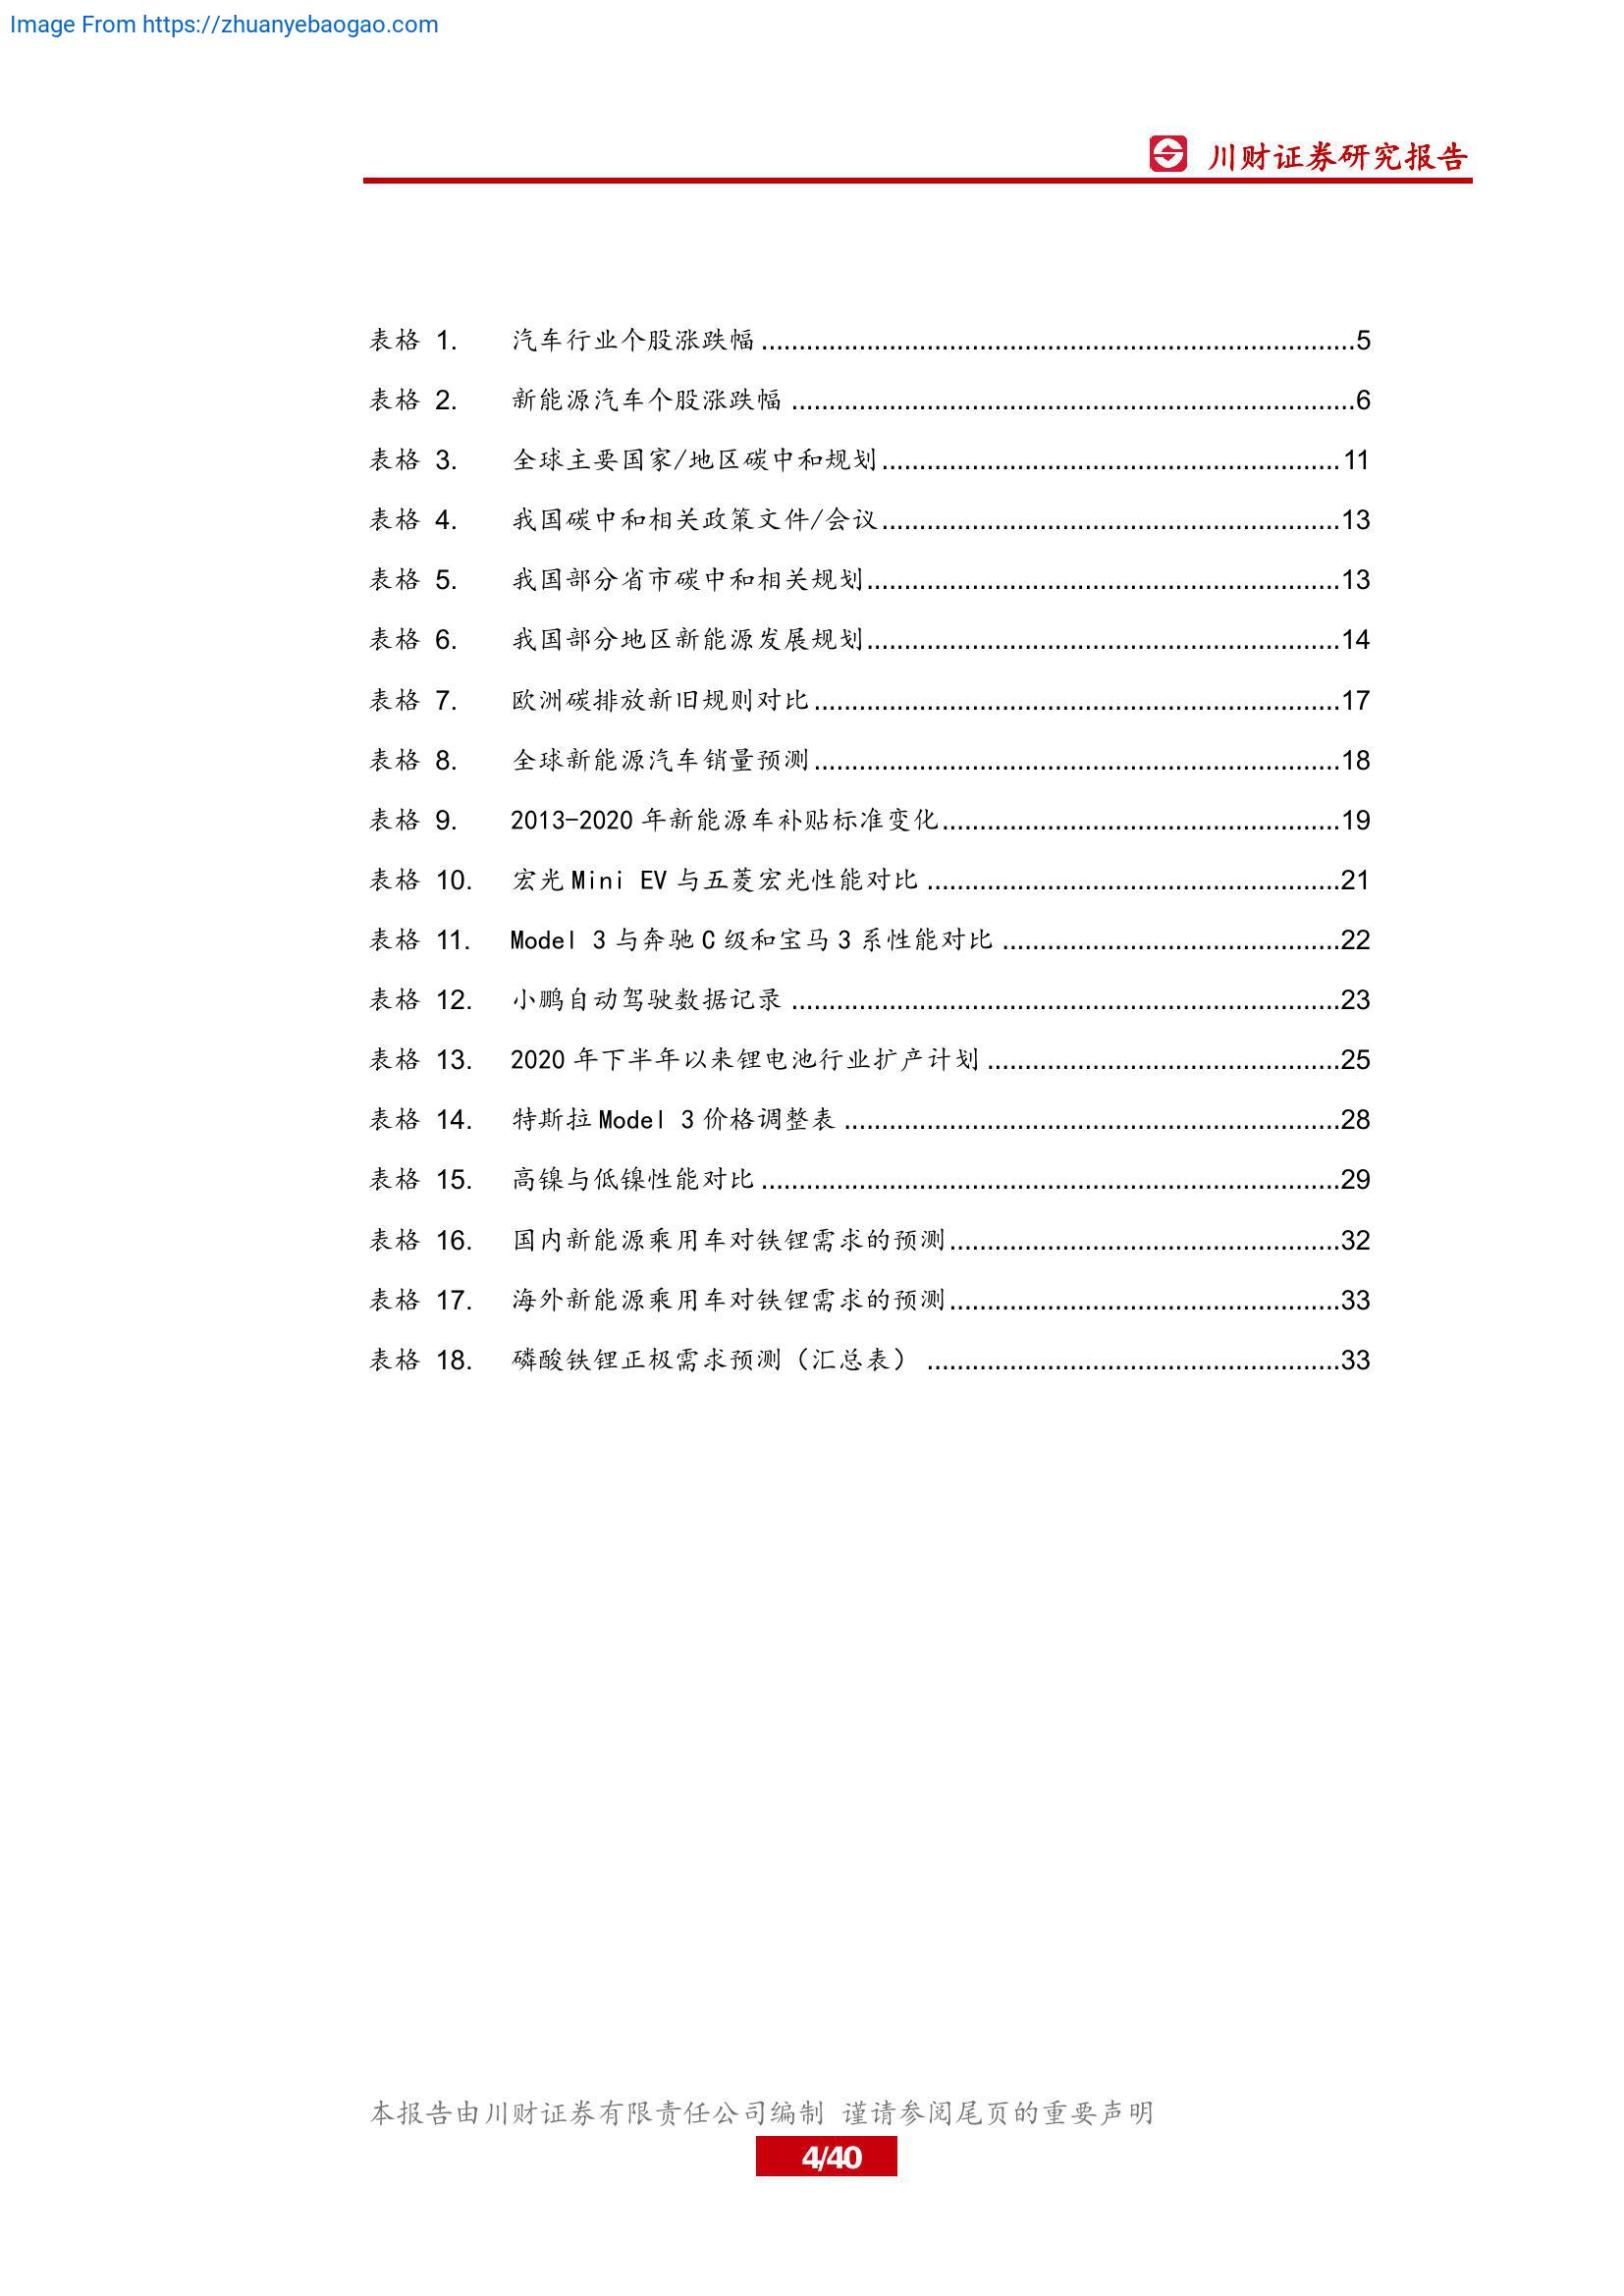 Image From https://zhuanyebaogao.com
川财证券研究报告
表格 1. 汽车行业个股涨跌幅 ................................................................................5
表格 2. 新能源汽车个股涨跌幅 ............................................................................6
表格 3. 全球主要国家/地区碳中和规划..............................................................11
表格 4. 我国碳中和相关政策文件/会议..............................................................13
表格 5. 我国部分省市碳中和相关规划................................................................13
表格 6. 我国部分地区新能源发展规划................................................................14
表格 7. 欧洲碳排放新旧规则对比.......................................................................17
表格 8. 全球新能源汽车销量预测.......................................................................18
表格 9. 2013-2020 年新能源车补贴标准变化......................................................19
表格 10. 宏光 Mini EV 与五菱宏光性能对比 ........................................................21
表格 11. Model 3 与奔驰 C 级和宝马 3 系性能对比 ..............................................22
表格 12. 小鹏自动驾驶数据记录 ..........................................................................23
表格 13. 2020 年下半年以来锂电池行业扩产计划 ................................................25
表格 14. 特斯拉 Model 3 价格调整表 ...................................................................28
表格 15. 高镍与低镍性能对比 ..............................................................................29
表格 16. 国内新能源乘用车对铁锂需求的预测.....................................................32
表格 17. 海外新能源乘用车对铁锂需求的预测.....................................................33
表格 18. 磷酸铁锂正极需求预测（汇总表） ........................................................33
本报告由川财证券有限责任公司编制 谨请参阅尾页的重要声明
4/40